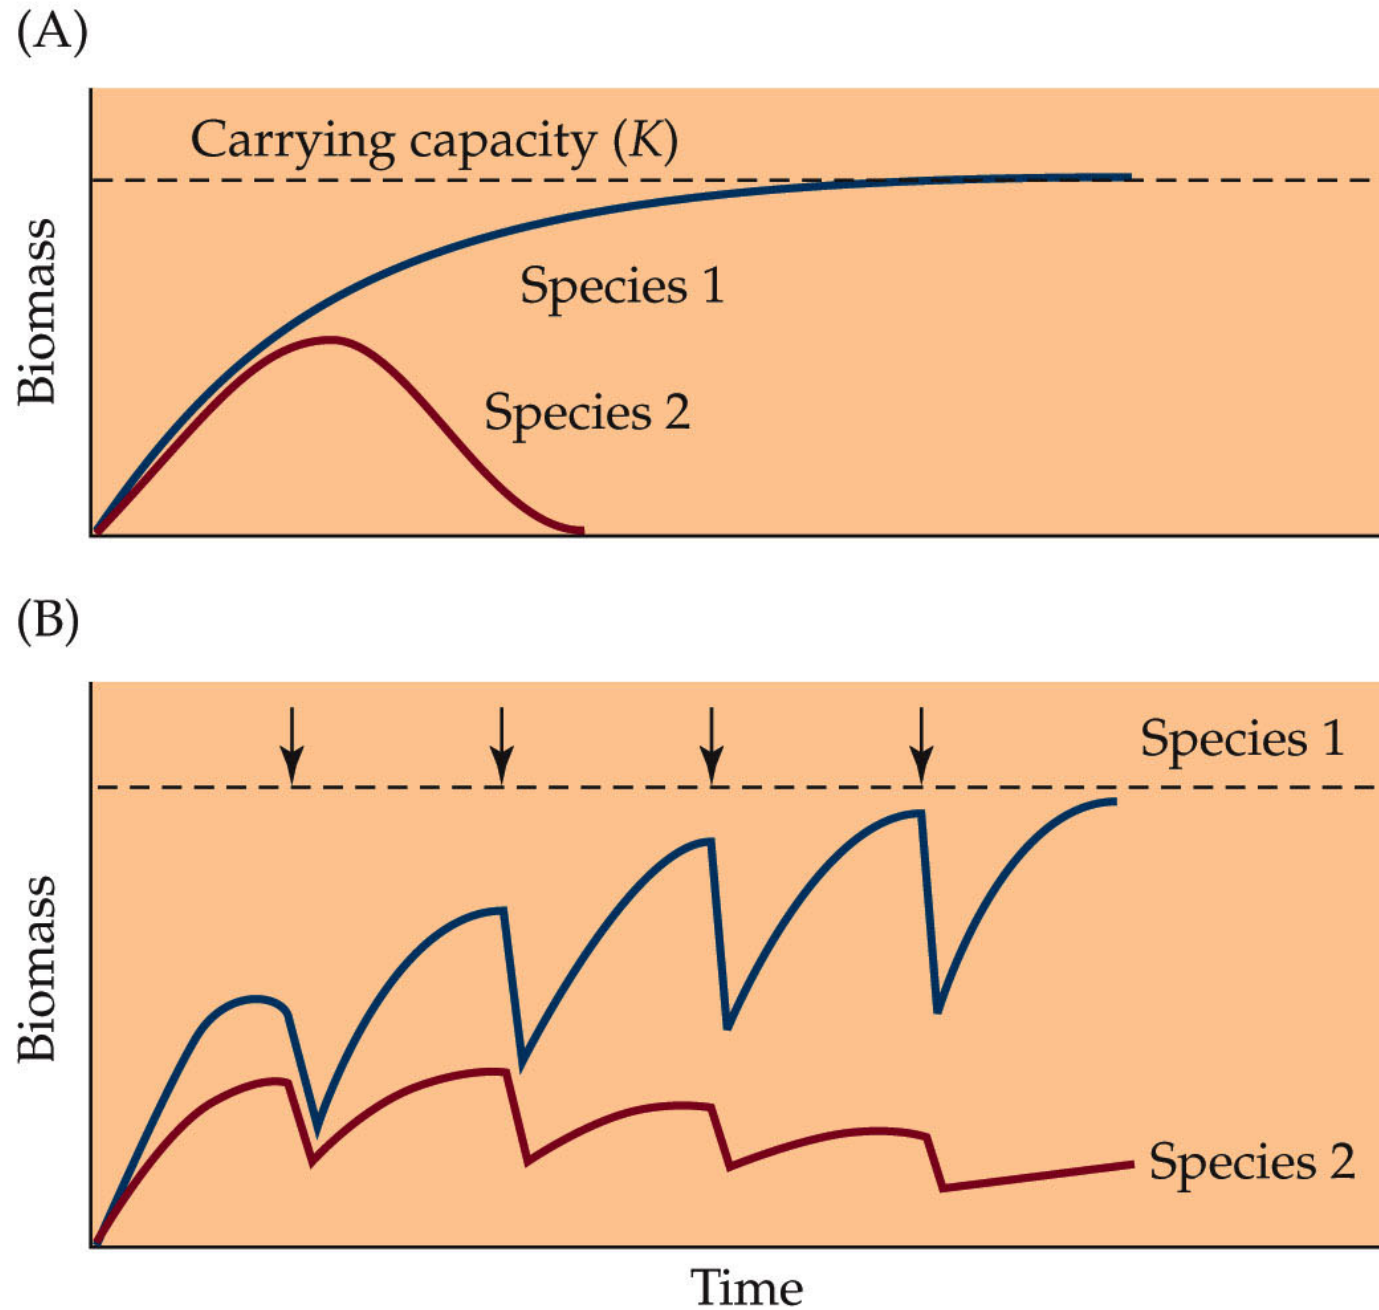 (A)
Carrying capacity (K)
Species 1
Species 2
Biomass
(B)
Species 1
Species 2
Biomass
Time